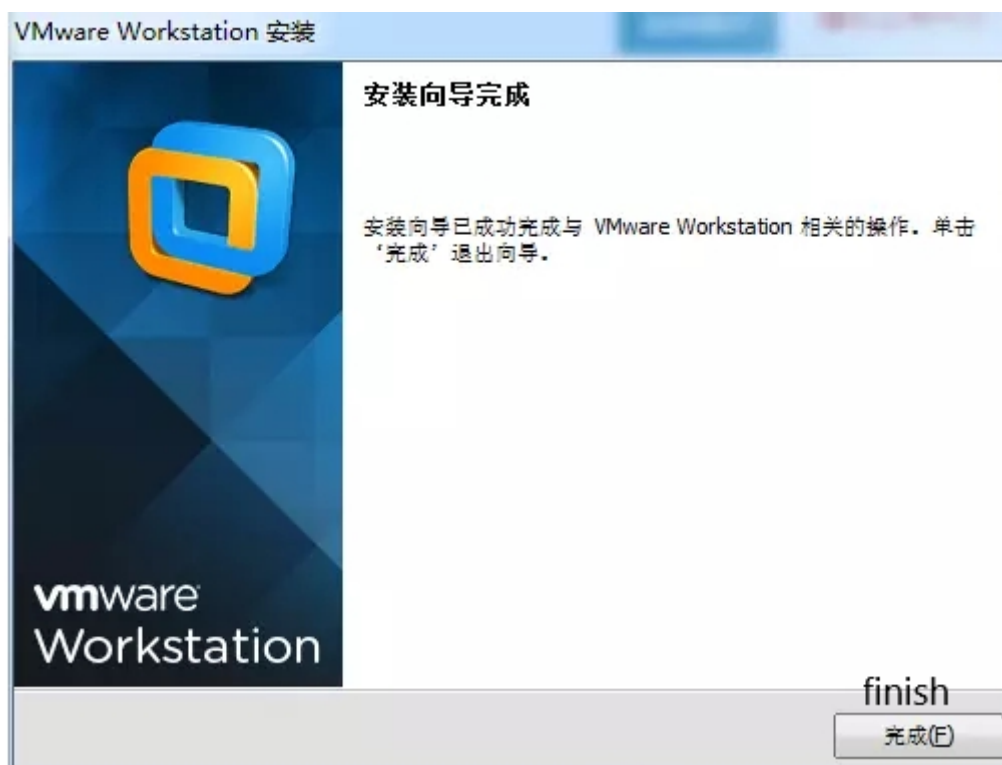 VMware Workstation 安装
安装向导完成
安装向导已成功完成与 VMware Workstation 相关的操作。单击
‘完成’退出向导。
vmware
Workstation
finish
完成(F)